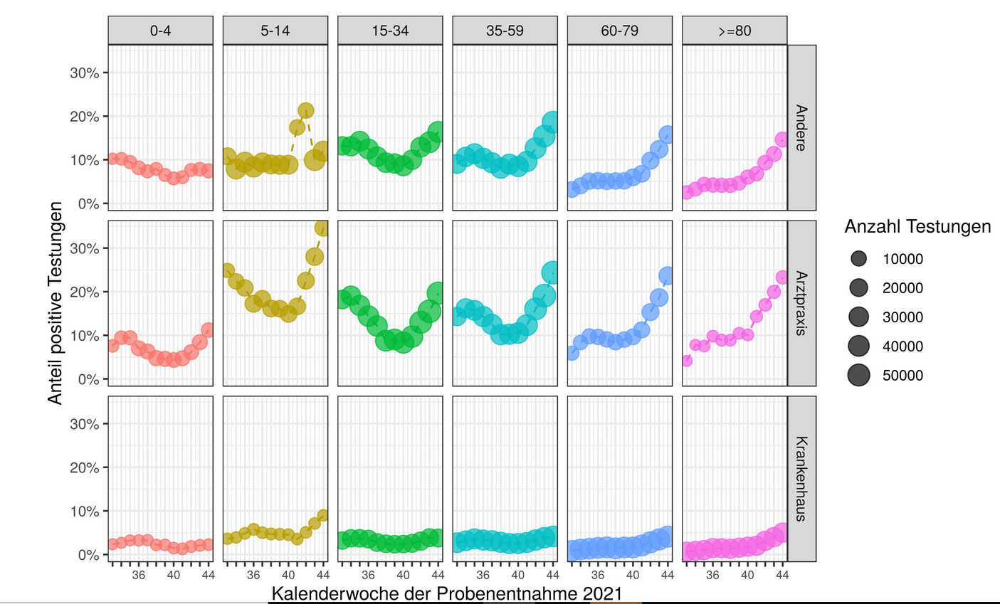 0-4 5-14 15-34 35-59 60-79 >=80
30%
20%
10%
0%
Andere
30%
20%
10%
0%
Arztpraxis
30%
20%
10%
0%
Krankenhaus
Anteil positive Testungen
36 40 44 36 40 44 36 40 44 36 40 44 36 40 44 36 40 44
Kalenderwoche der Probenentnahme 2021
Anzahl Testungen
10000
20000
30000
40000
50000